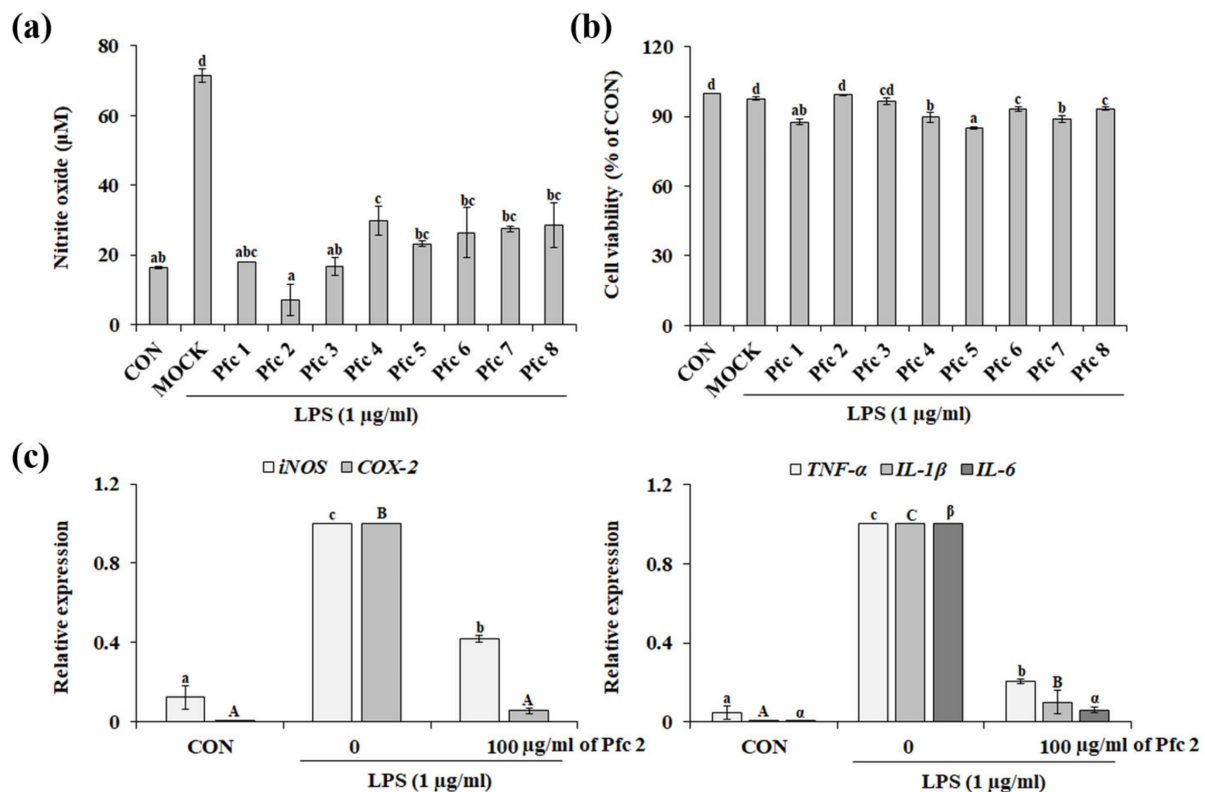 (a)
80
60
40
20
0
Nitrite oxide (µM)
ab
d
abc
a
ab
c
bc
bc
bc
bc
CON
MOCK
Pfc 1
Pfc 2
Pfc 3
Pfc 4
Pfc 5
Pfc 6
Pfc 7
Pfc 8
LPS (1 µg/ml)
(b)
120
90
60
30
0
Cell viability (% of CON)
d
d
ab
d
cd
b
a
c
b
c
CON
MOCK
Pfc 1
Pfc 2
Pfc 3
Pfc 4
Pfc 5
Pfc 6
Pfc 7
Pfc 8
LPS (1 µg/ml)
(c)
iNOS COX-2
1.2
0.8
0.4
0
Relative expression
a
A
c
B
b
A
CON
0
100 µg/ml of Pfc 2
LPS (1 µg/ml)
TNF-α IL-1β IL-6
1.2
0.8
0.4
0
Relative expression
a
A
α
c
C
β
b
B
α
CON
0
100 µg/ml of Pfc 2
LPS (1 µg/ml)